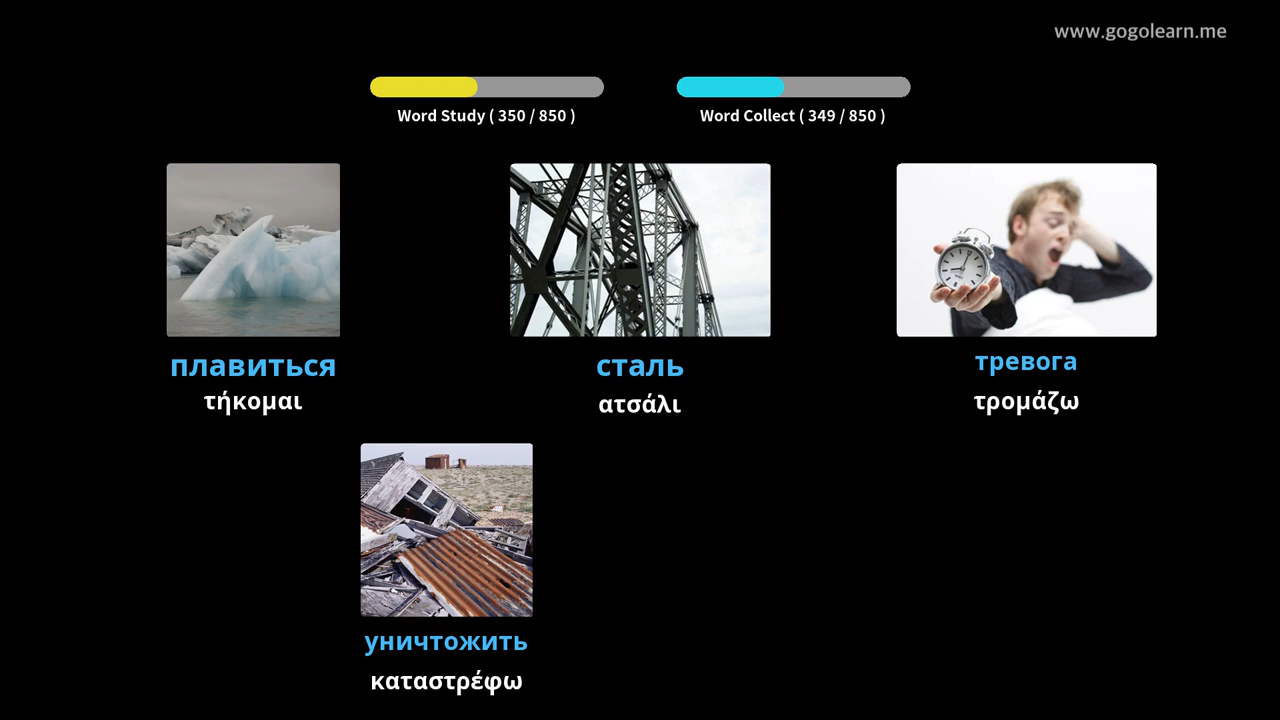 www.gogolearn.me
Word Study ( 350 / 850 )
Word Collect ( 349 / 850 )
плавиться
τήκομαι
сталь
ατσάλι
тревога
τρομάζω
уничтожить
καταστρέφω